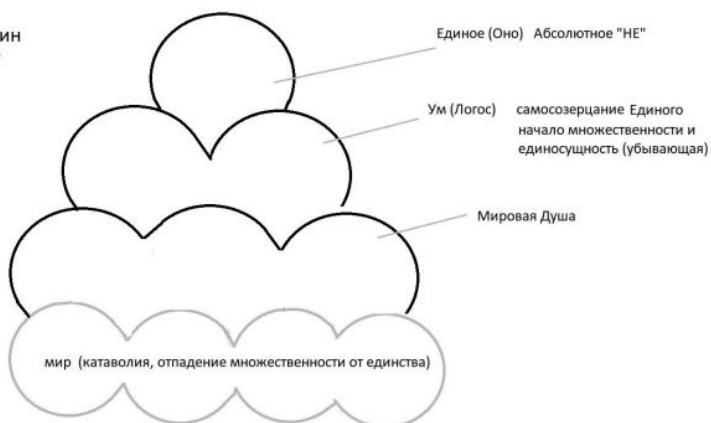 ин
Единое (Оно) Абсолютное "НЕ"
Ум (Логос) самосозерцание Единого
начало множественности и
единосущность (убывающая)
Мировая Душа
мир (катаволия, отпадение множественности от единства)